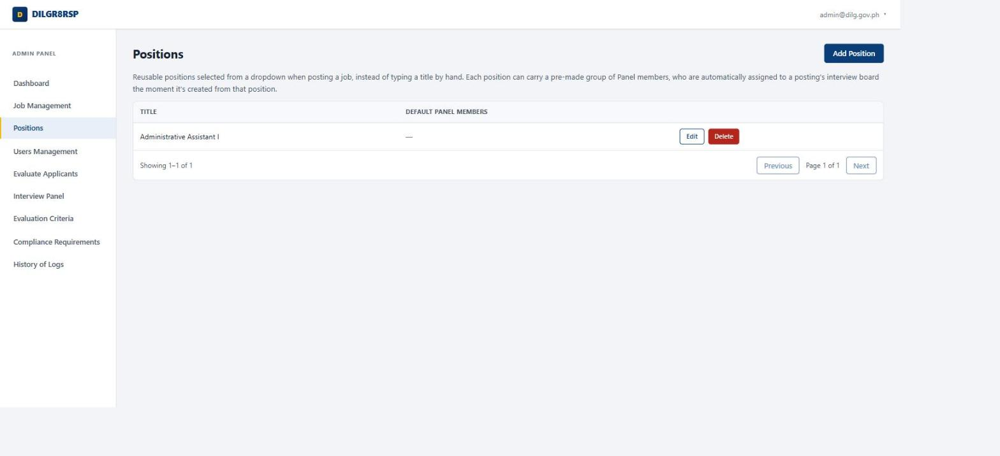 D DILGR8RSP
admin@dilg.gov.ph
ADMIN PANEL
Dashboard
Job Management
Positions
Users Management
Evaluate Applicants
Interview Panel
Evaluation Criteria
Compliance Requirements
History of Logs
Positions
Add Position
Reusable positions selected from a dropdown when posting a job, instead of typing a title by hand. Each position can carry a pre-made group of Panel members, who are automatically assigned to a posting's interview board
the moment it's created from that position.
TITLE DEFAULT PANEL MEMBERS
Administrative Assistant I — Edit Delete
Showing 1–1 of 1 Previous Page 1 of 1 Next